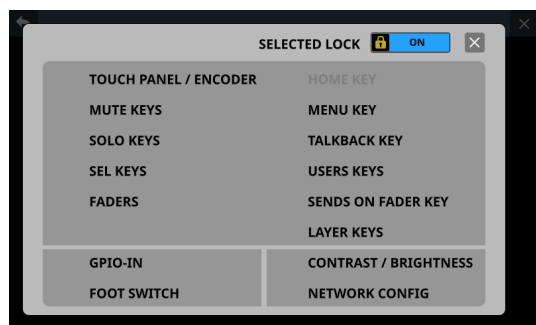 SELECTED LOCK ON
TOUCH PANEL / ENCODER HOME KEY
MUTE KEYS MENU KEY
SOLO KEYS TALKBACK KEY
SEL KEYS USERS KEYS
FADERS SENDS ON FADER KEY
LAYER KEYS
GPIO-IN CONTRAST / BRIGHTNESS
FOOT SWITCH NETWORK CONFIG